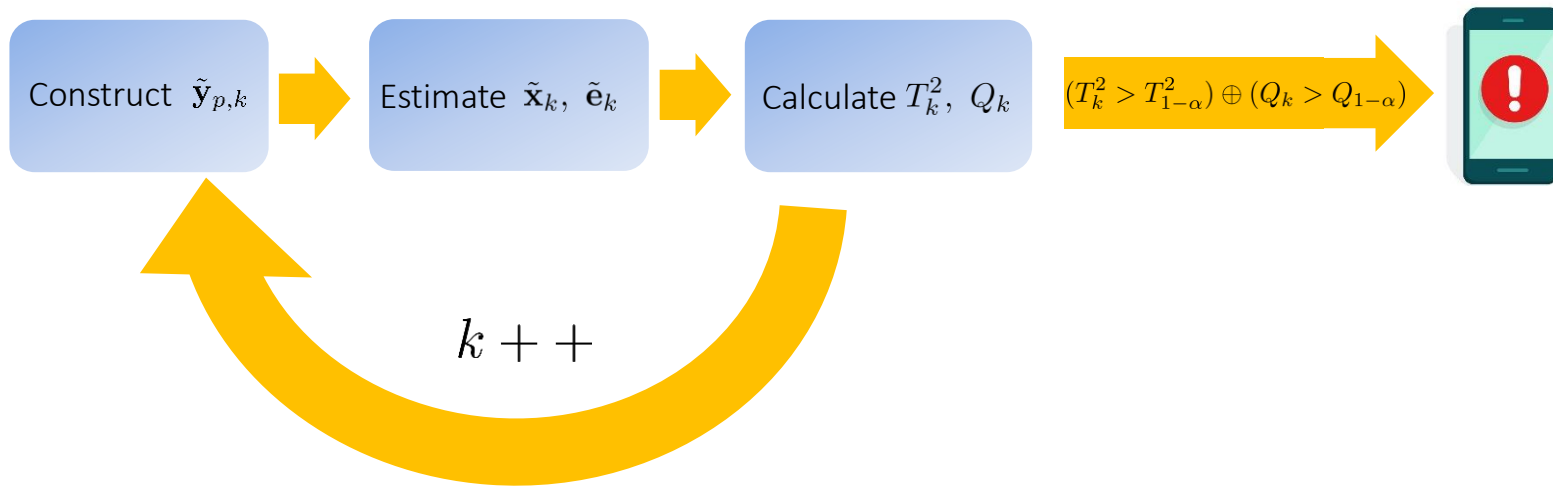 Construct ỹ_{p,k}
Estimate x̃_k, ẽ_k
Calculate T_k^2, Q_k
(T_k^2 > T_{1−α}^2) ⊕ (Q_k > Q_{1−α})
!
k + +